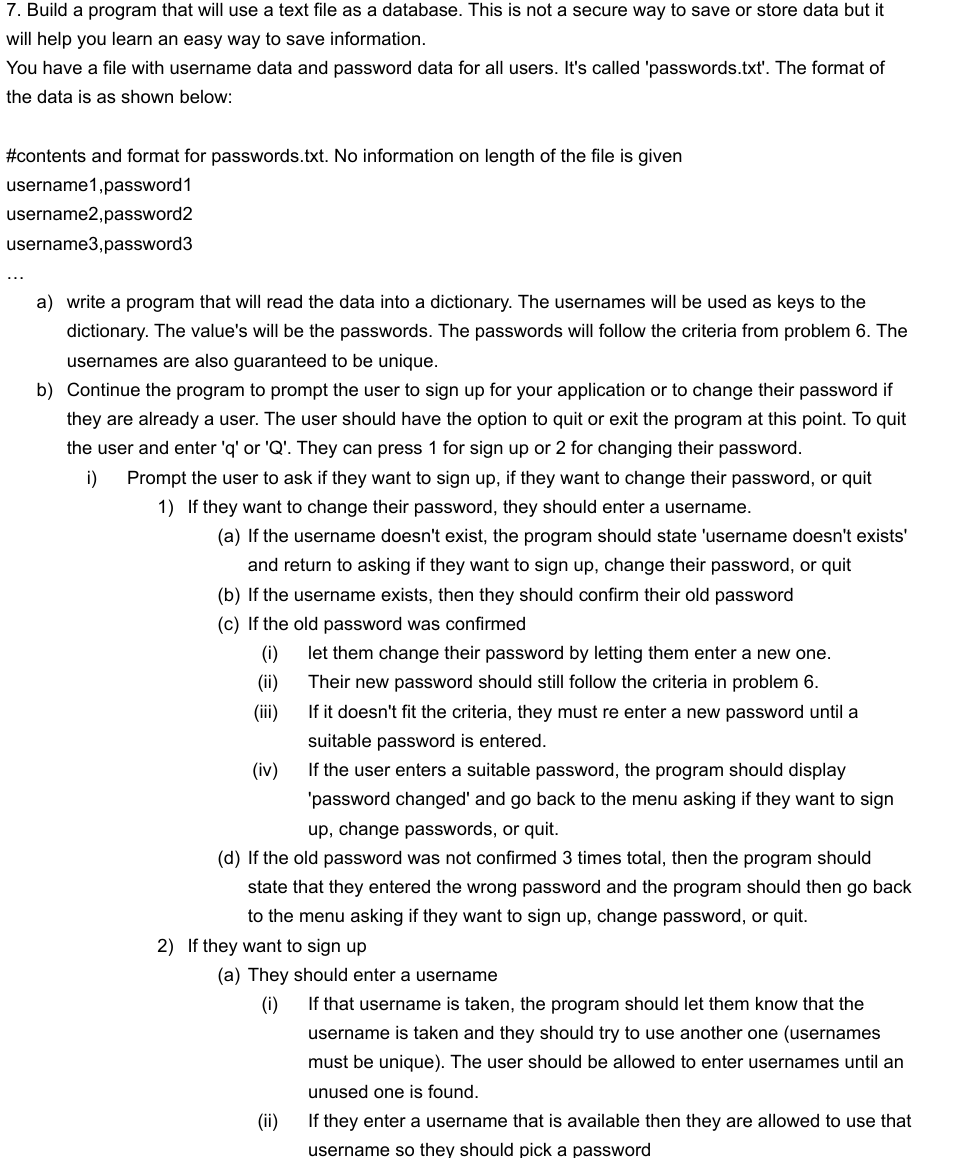 7. Build a program that will use a text file as a database. This is not a secure way to save or store data but it
will help you learn an easy way to save information.
You have a file with username data and password data for all users. It's called 'passwords.txt'. The format of
the data is as shown below:
#contents and format for passwords.txt. No information on length of the file is given
username1,password1
username2,password2
username3,password3
...
a) write a program that will read the data into a dictionary. The usernames will be used as keys to the
dictionary. The value's will be the passwords. The passwords will follow the criteria from problem 6. The
usernames are also guaranteed to be unique.
b) Continue the program to prompt the user to sign up for your application or to change their password if
they are already a user. The user should have the option to quit or exit the program at this point. To quit
the user and enter 'q' or 'Q'. They can press 1 for sign up or 2 for changing their password.
i) Prompt the user to ask if they want to sign up, if they want to change their password, or quit
1) If they want to change their password, they should enter a username.
(a) If the username doesn't exist, the program should state 'username doesn't exists'
and return to asking if they want to sign up, change their password, or quit
(b) If the username exists, then they should confirm their old password
(c) If the old password was confirmed
(i) let them change their password by letting them enter a new one.
(ii) Their new password should still follow the criteria in problem 6.
(iii) If it doesn't fit the criteria, they must re enter a new password until a
suitable password is entered.
(iv) If the user enters a suitable password, the program should display
'password changed' and go back to the menu asking if they want to sign
up, change passwords, or quit.
(d) If the old password was not confirmed 3 times total, then the program should
state that they entered the wrong password and the program should then go back
to the menu asking if they want to sign up, change password, or quit.
2) If they want to sign up
(a) They should enter a username
(i) If that username is taken, the program should let them know that the
username is taken and they should try to use another one (usernames
must be unique). The user should be allowed to enter usernames until an
unused one is found.
(ii) If they enter a username that is available then they are allowed to use that
username so they should pick a password